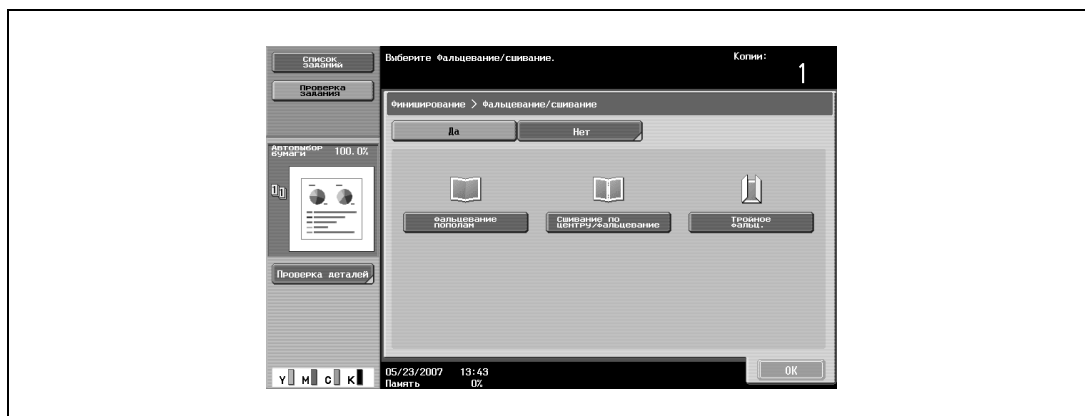 Список
заданий
Проверка
задания
Автовыбор
бумаги 100.0%
Проверка деталей
Y M C K
Выберите Фальцевание/сшивание.
Копии:
1
Финиширование > Фальцевание/сшивание
Да
Нет
Фальцевание
пополам
Сшивание по
центру/Фальцевание
Тройное
Фальц.
05/23/2007 13:43
Память 0%
OK